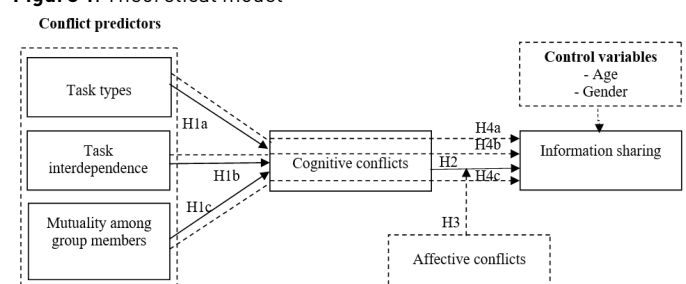 Figure 1. Theoretical model
Conflict predictors
Control variables
- Age
- Gender
Task types
H1a
H4a
H4b
Task
interdependence
Cognitive conflicts
H2
Information sharing
H1b
H4c
H1c
Mutuality among
group members
H3
Affective conflicts